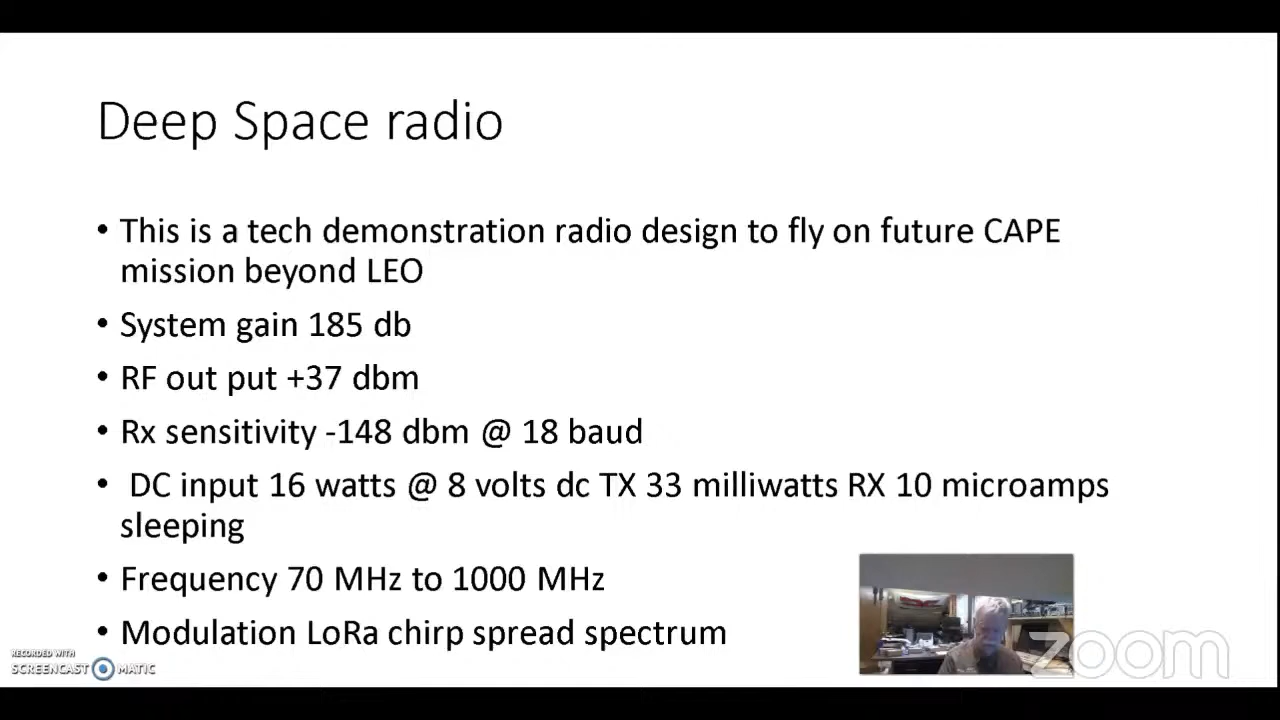 Deep Space radio
• This is a tech demonstration radio design to fly on future CAPE
mission beyond LEO
• System gain 185 db
• RF out put +37 dbm
• Rx sensitivity -148 dbm @ 18 baud
• DC input 16 watts @ 8 volts dc TX 33 milliwatts RX 10 microamps
sleeping
• Frequency 70 MHz to 1000 MHz
• Modulation LoRa chirp spread spectrum
RECORDED WITH
SCREENCAST MATIC
zoom